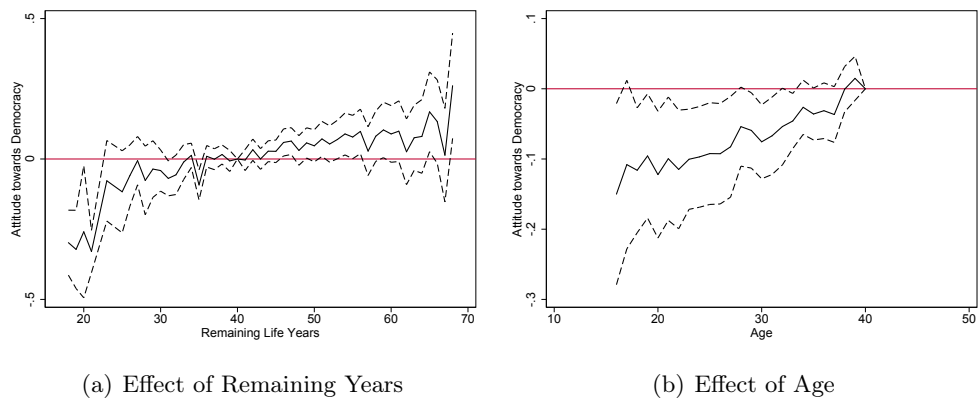 .5
0
-.5
Attitude towards Democracy
20 30 40 50 60 70
Remaining Life Years
(a) Effect of Remaining Years
.1
0
-.1
-.2
-.3
Attitude towards Democracy
10 20 30 40 50
Age
(b) Effect of Age